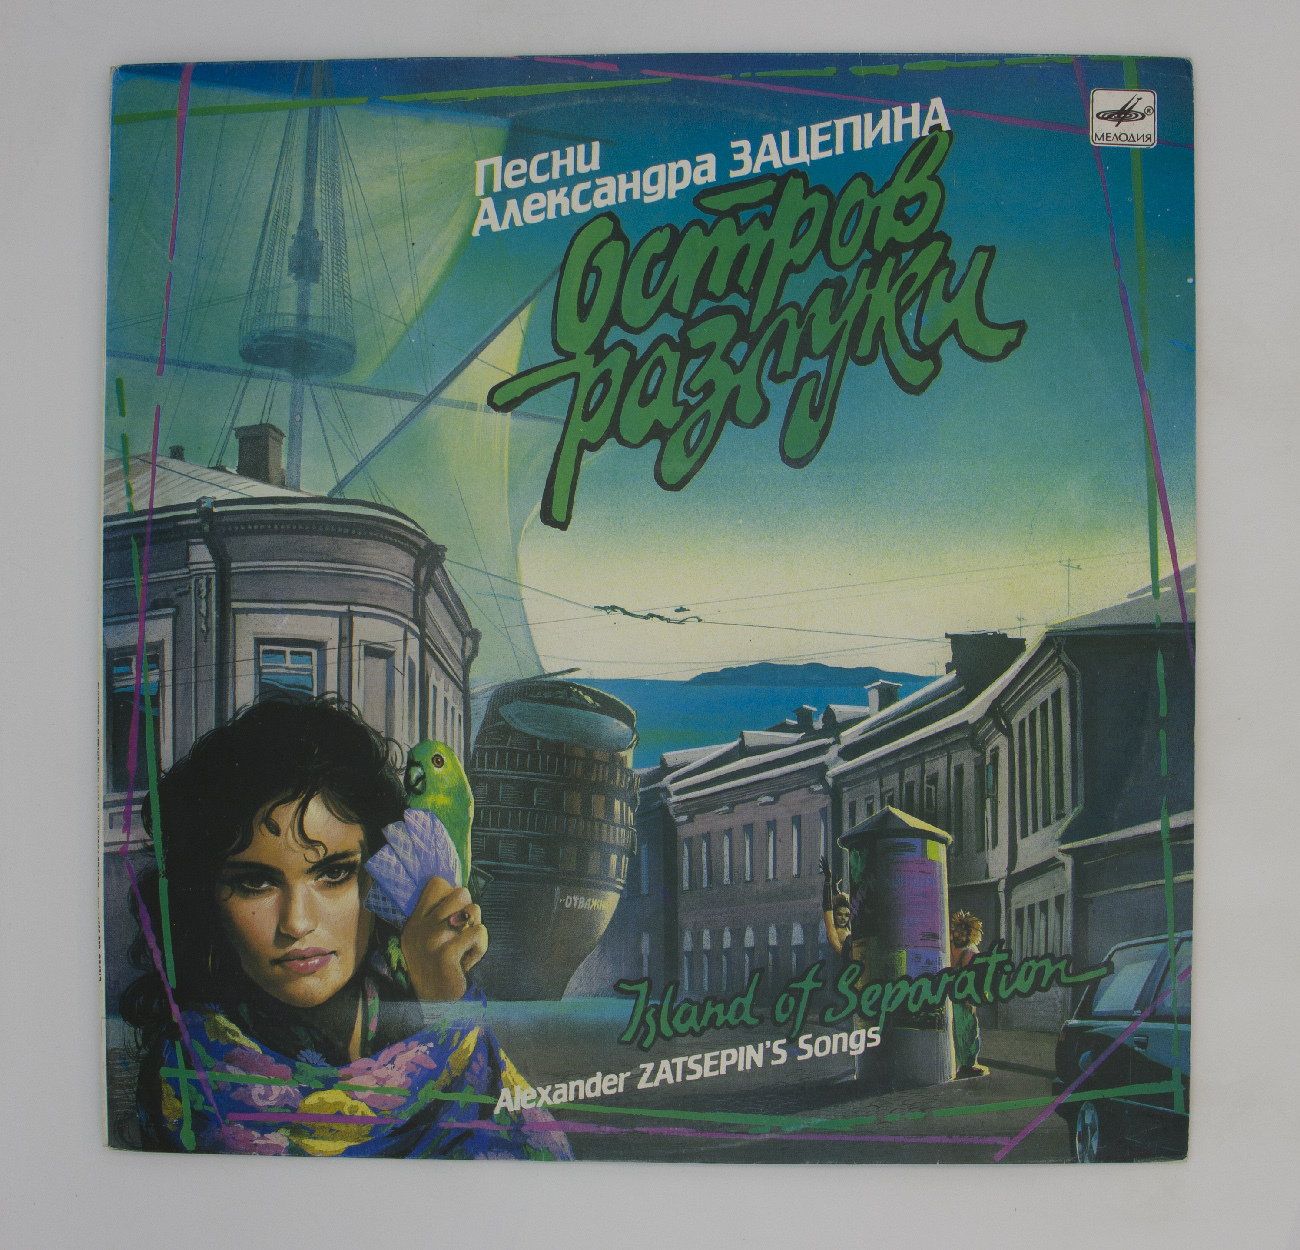 Песни
Александра ЗАЦЕПИНА
Остров
разлуки
МЕЛОДИЯ
Island of Separation
Alexander ZATSEPIN'S Songs